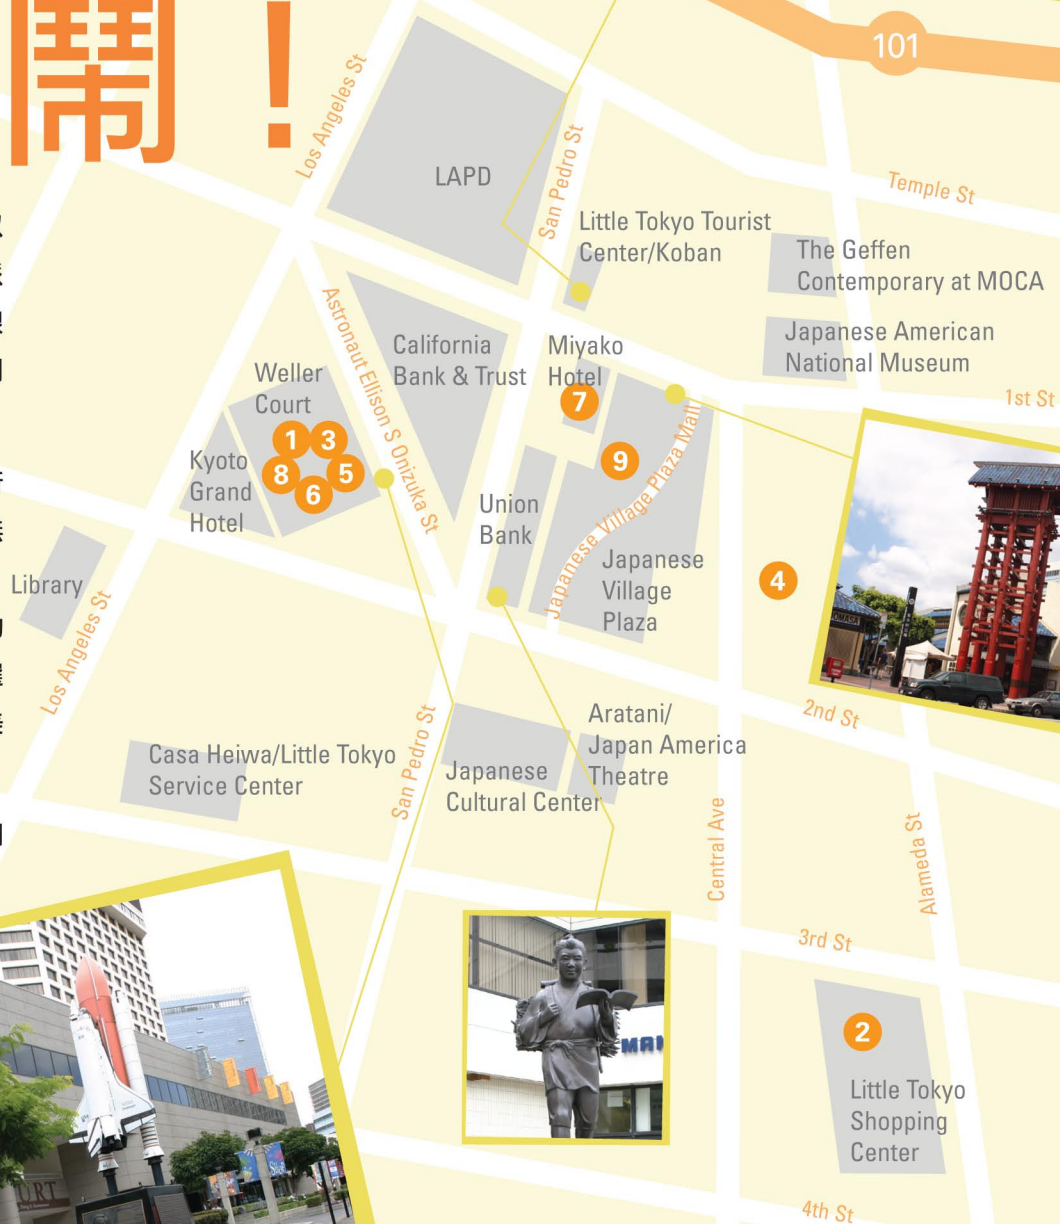 鬧!
101
Los Angeles St
San Pedro St
LAPD
Temple St
Little Tokyo Tourist
Center/Koban
The Geffen
Contemporary at MOCA
Astronaut Ellison S Onizuka St
California
Bank & Trust
Miyako
Hotel
7
Japanese American
National Museum
1st St
Weller
Court
1
3
8
5
6
Kyoto
Grand
Hotel
9
Japanese Village Plaza Mall
Union
Bank
Japanese
Village
Plaza
4
Library
Los Angeles St
2nd St
Aratani/
Japan America
Theatre
San Pedro St
Casa Heiwa/Little Tokyo
Service Center
Japanese
Cultural Center
Central Ave
Alameda St
3rd St
2
Little Tokyo
Shopping
Center
4th St